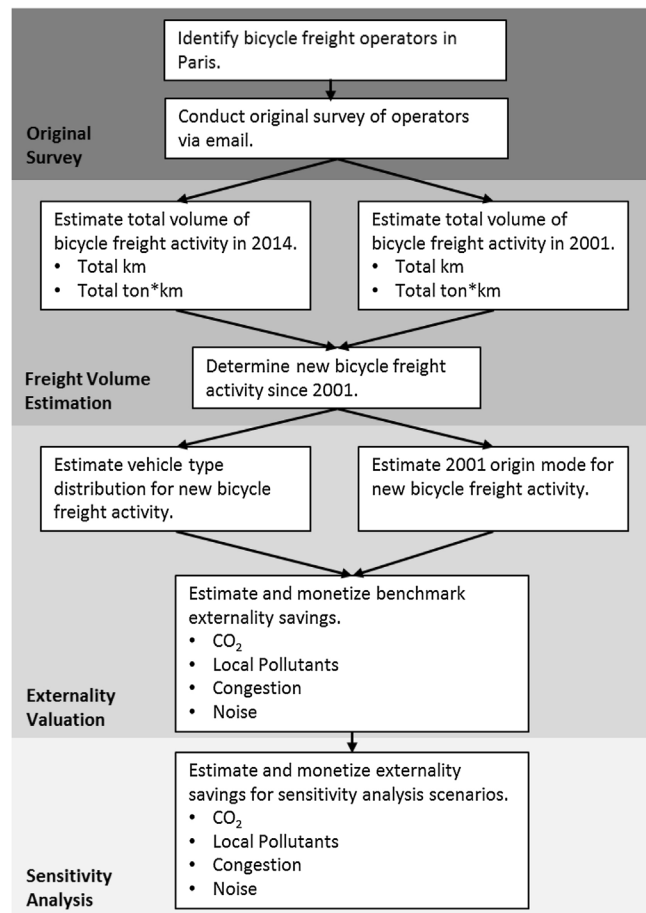 Identify bicycle freight operators in
Paris.
Conduct original survey of operators
via email.
Original
Survey
Estimate total volume of
bicycle freight activity in 2014.
• Total km
• Total ton*km
Estimate total volume of
bicycle freight activity in 2001.
• Total km
• Total ton*km
Determine new bicycle freight
activity since 2001.
Freight Volume
Estimation
Estimate vehicle type
distribution for new bicycle
freight activity.
Estimate 2001 origin mode for
new bicycle freight activity.
Estimate and monetize benchmark
externality savings.
• CO₂
• Local Pollutants
• Congestion
• Noise
Externality
Valuation
Estimate and monetize externality
savings for sensitivity analysis scenarios.
• CO₂
• Local Pollutants
• Congestion
• Noise
Sensitivity
Analysis